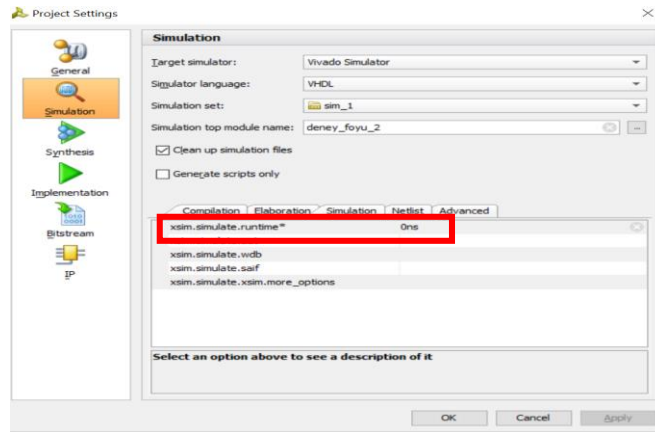 Project Settings
General
Simulation
Synthesis
Implementation
Bitstream
IP
Simulation
Target simulator: Vivado Simulator
Simulator language: VHDL
Simulation set: sim_1
Simulation top module name: deney_foyu_2
Clean up simulation files
Generate scripts only
Compilation Elaboration Simulation Netlist Advanced
xsim.simulate.runtime* 0ns
xsim.simulate.wdb
xsim.simulate.saif
xsim.simulate.xsim.more_options
Select an option above to see a description of it
OK Cancel Apply